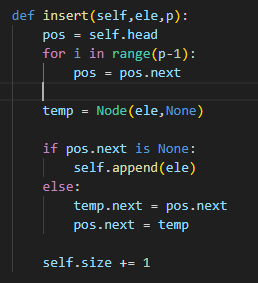 def insert(self,ele,p):
    pos = self.head
    for i in range(p-1):
        pos = pos.next

    temp = Node(ele,None)

    if pos.next is None:
        self.append(ele)
    else:
        temp.next = pos.next
        pos.next = temp

    self.size += 1